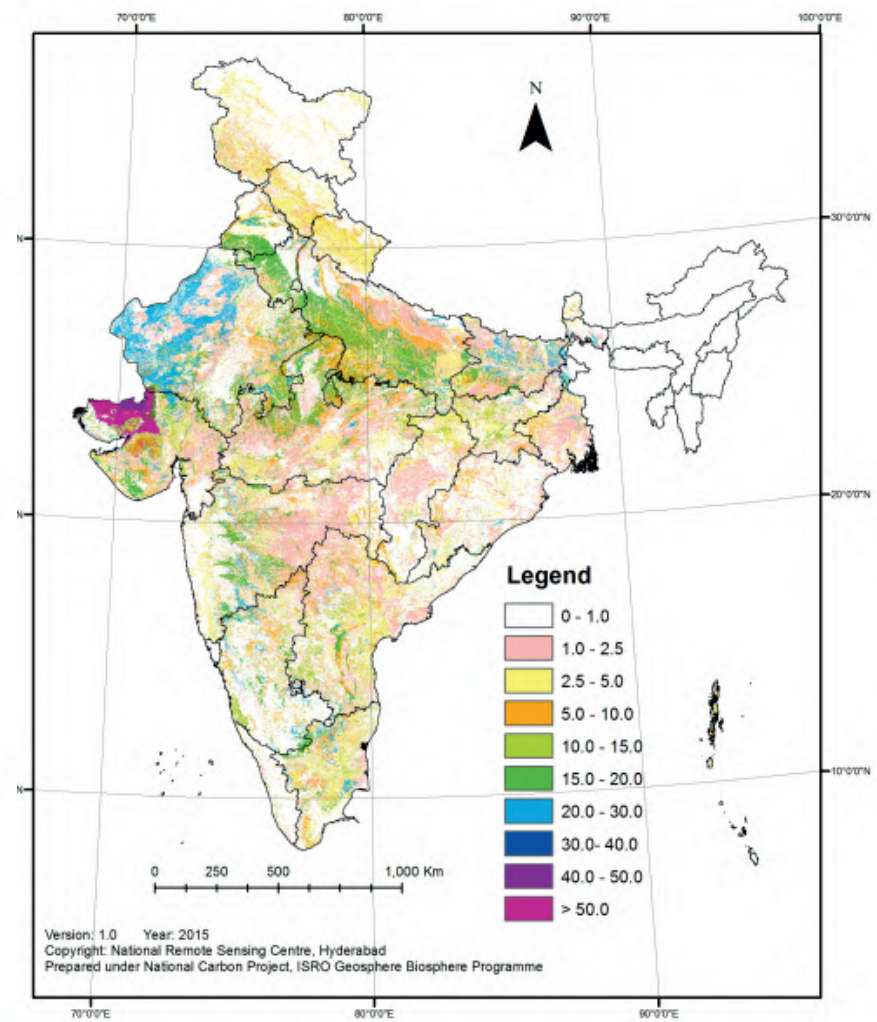 70°0'0"E 80°0'0"E 90°0'0"E 100°0'0"E
N
30°0'0"N
N
20°0'0"N
N
Legend
0 - 1.0
1.0 - 2.5
2.5 - 5.0
5.0 - 10.0
10.0 - 15.0
15.0 - 20.0
20.0 - 30.0
30.0- 40.0
40.0 - 50.0
> 50.0
10°0'0"N
N
0 250 500 1,000 Km
Version: 1.0 Year: 2015
Copyright: National Remote Sensing Centre, Hyderabad
Prepared under National Carbon Project, ISRO Geosphere Biosphere Programme
70°0'0"E 80°0'0"E 90°0'0"E